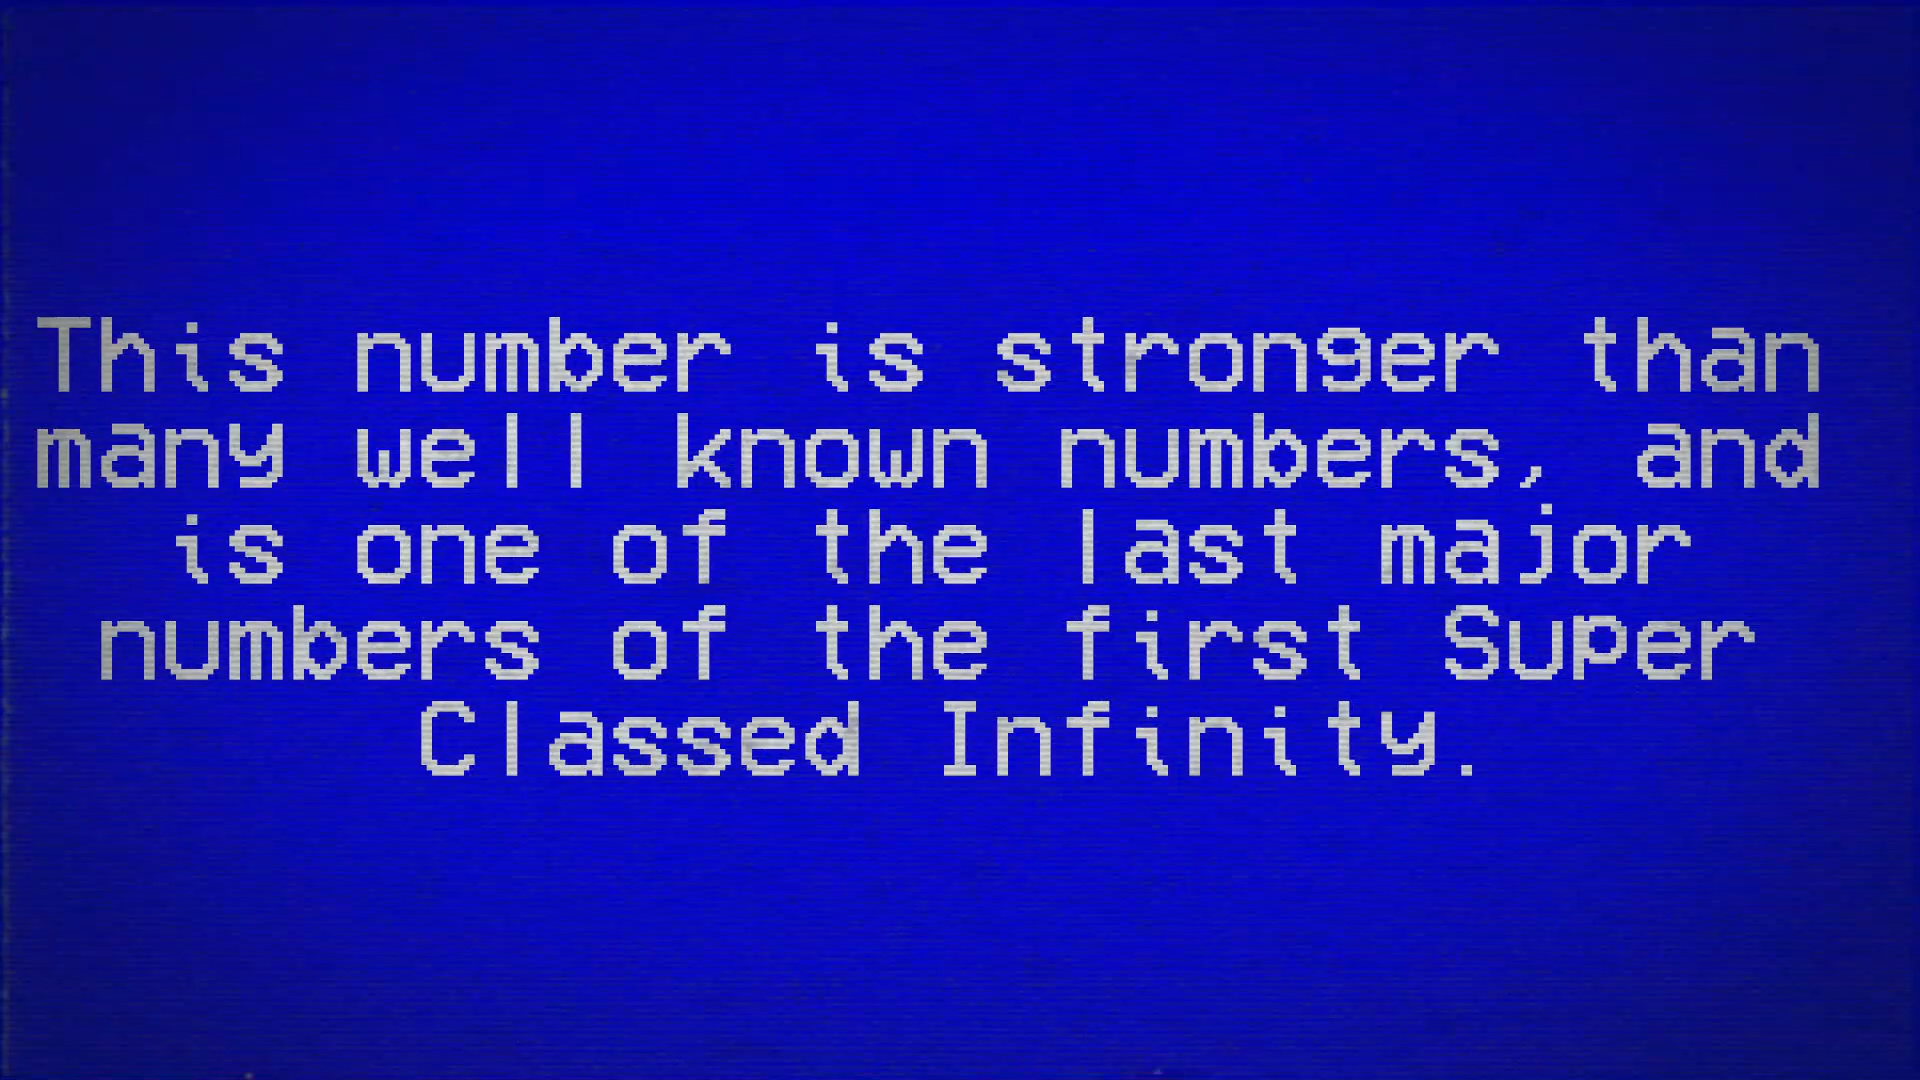 This number is stronger than
many well known numbers, and
is one of the last major
numbers of the first Super
Classed Infinity.